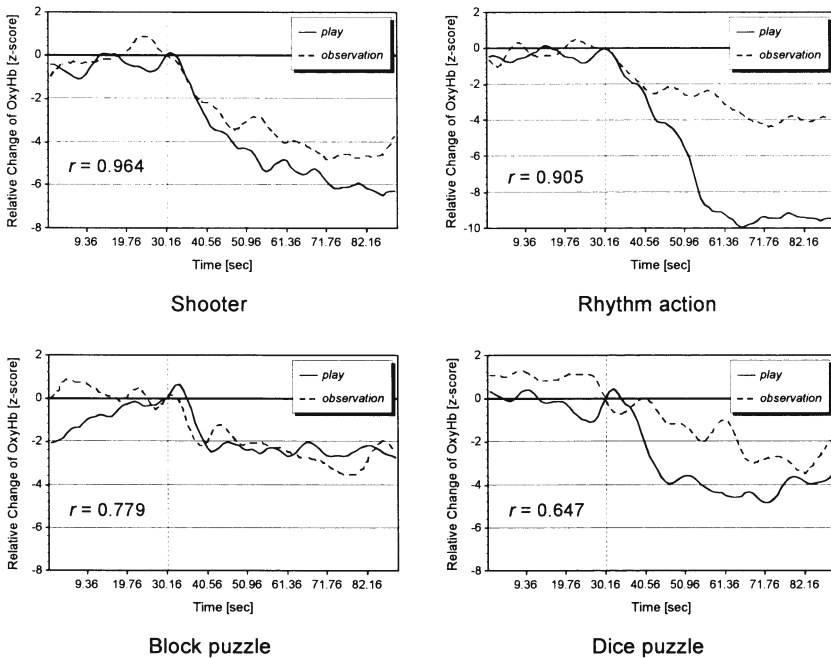 Relative Change of OxyHb [z-score]
2
0
-2
-4
-6
-8
play
observation
r = 0.964
9.36 19.76 30.16 40.56 50.96 61.36 71.76 82.16
Time [sec]
Shooter
Relative Change of OxyHb [z-score]
2
0
-2
-4
-6
-8
-10
play
observation
r = 0.905
9.36 19.76 30.16 40.56 50.96 61.36 71.76 82.16
Time [sec]
Rhythm action
Relative Change of OxyHb [z-score]
2
0
-2
-4
-6
-8
play
observation
r = 0.779
9.36 19.76 30.16 40.56 50.96 61.36 71.76 82.16
Time [sec]
Block puzzle
Relative Change of OxyHb [z-score]
2
0
-2
-4
-6
-8
play
observation
r = 0.647
9.36 19.76 30.16 40.56 50.96 61.36 71.76 82.16
Time [sec]
Dice puzzle